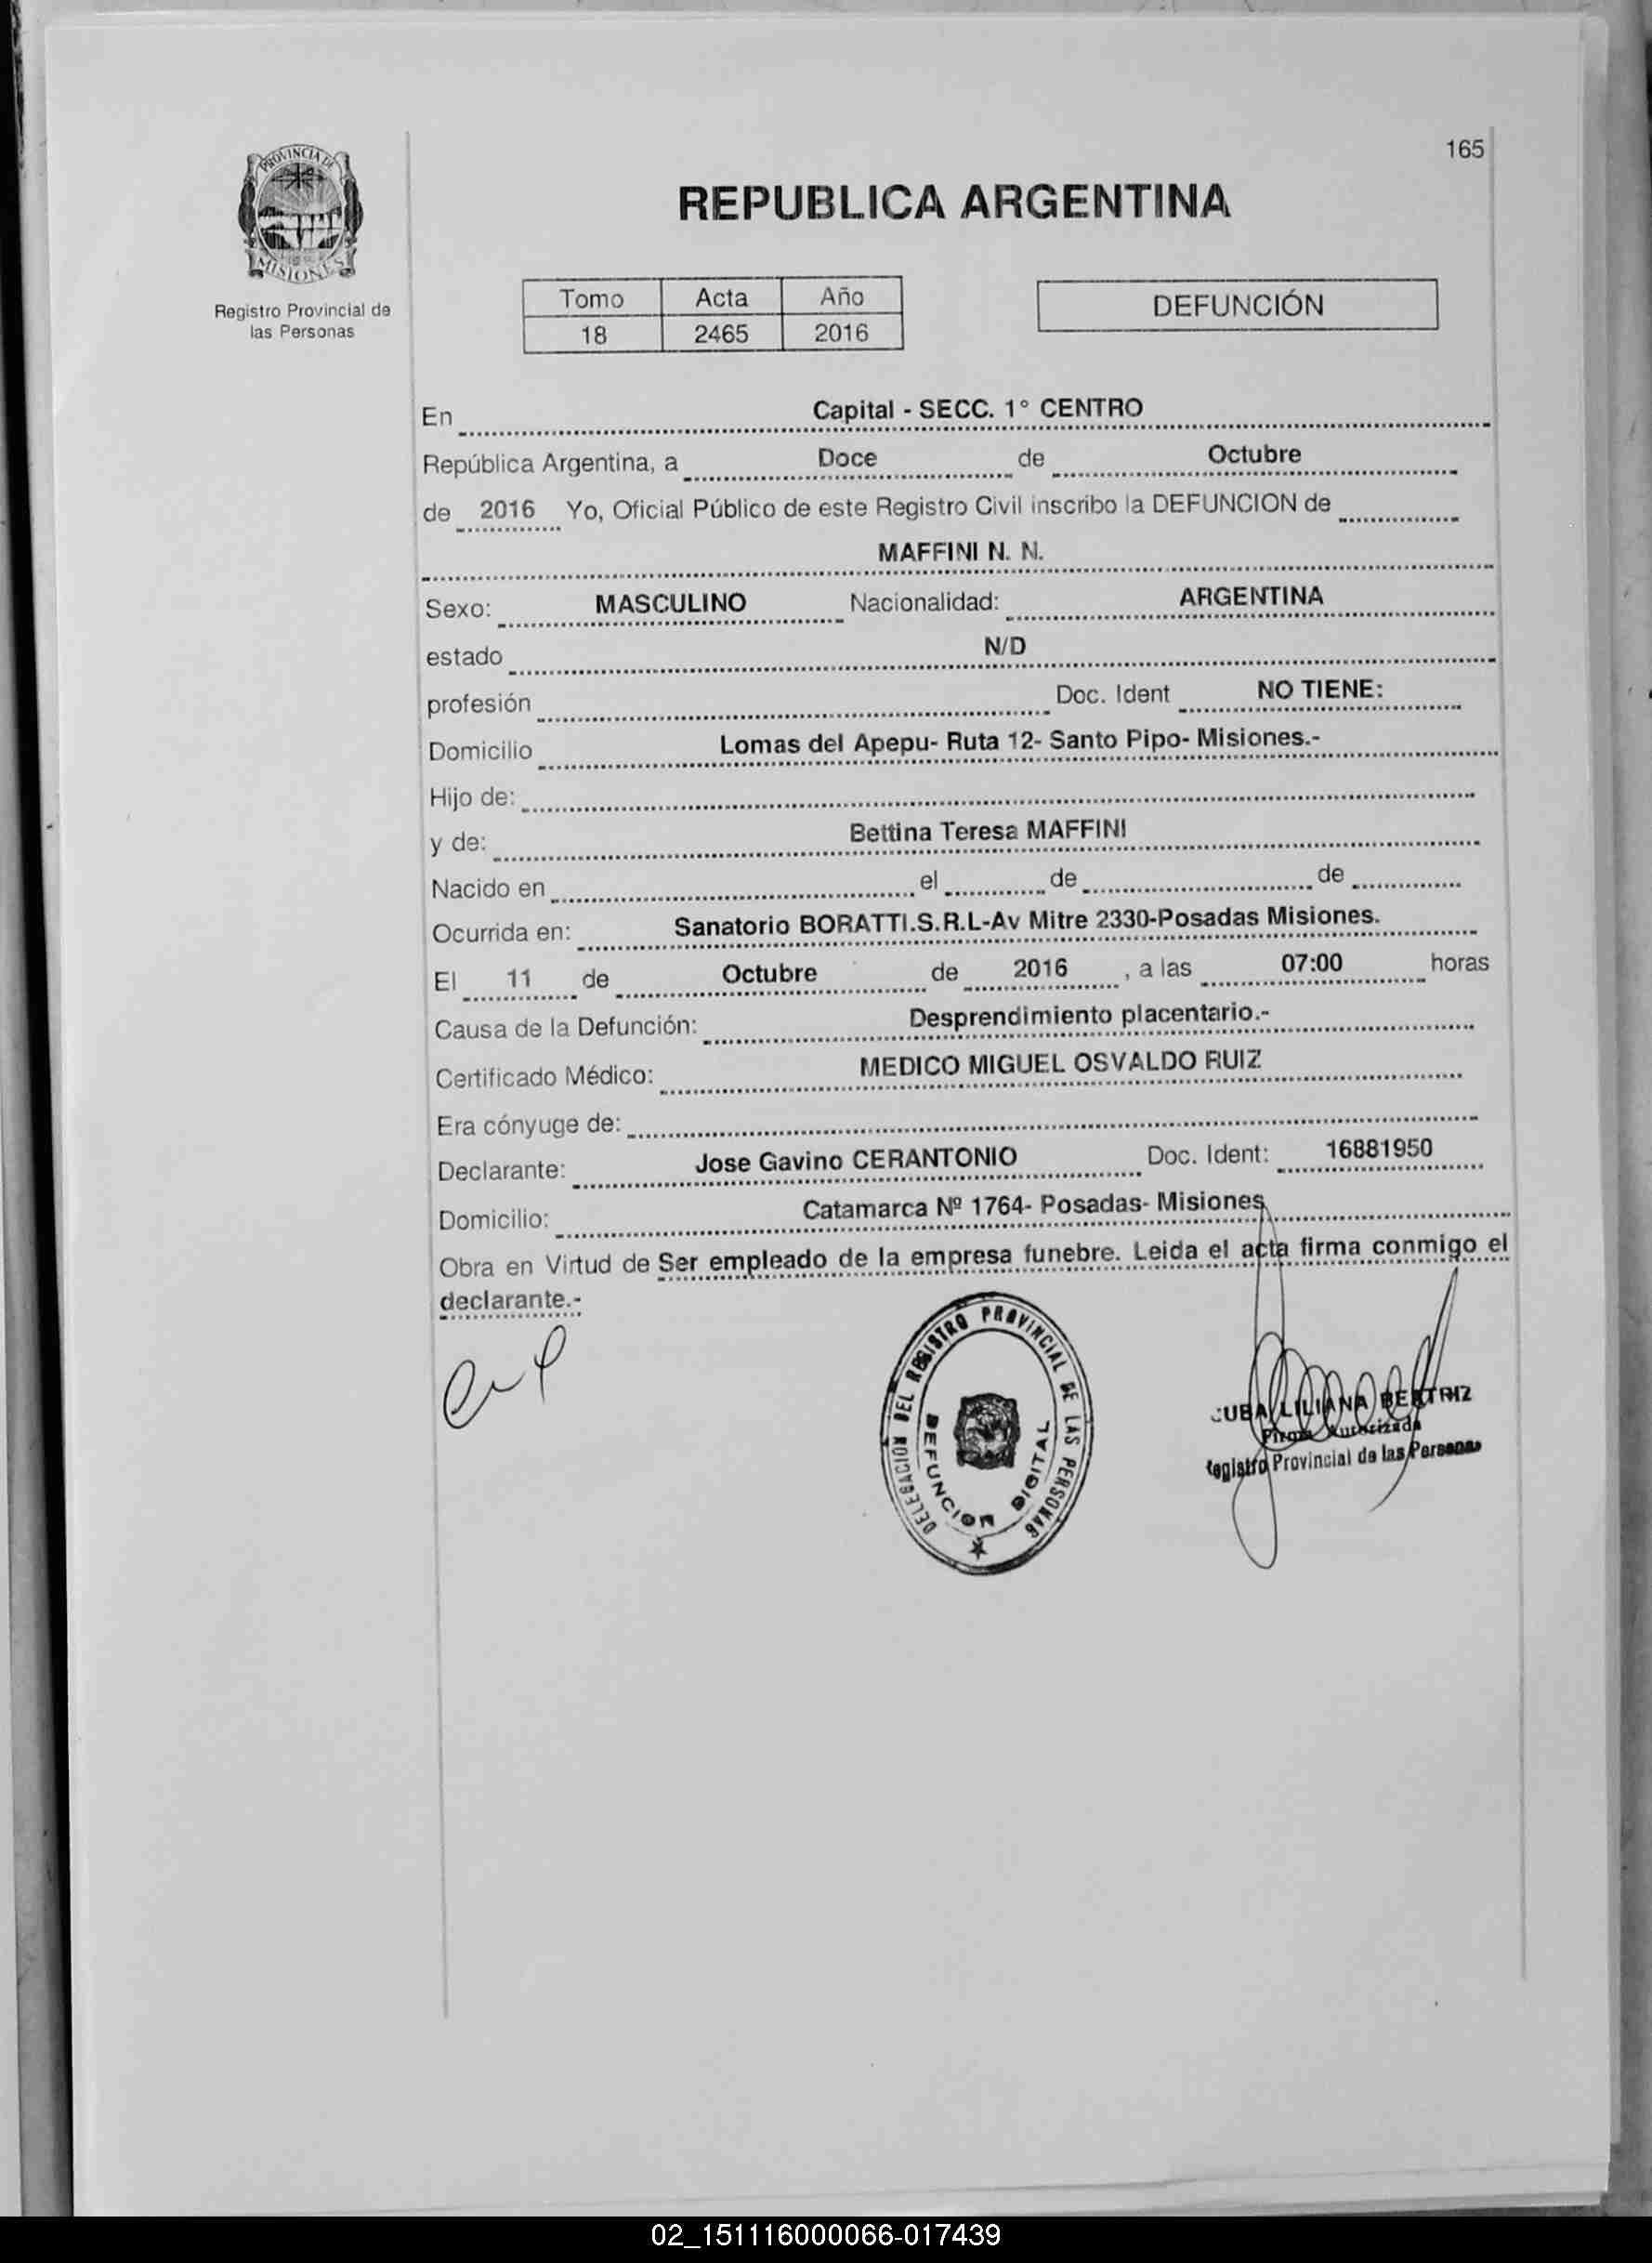 165
PROVINCIA DE
MISIONES
Registro Provincial de
las Personas
REPUBLICA ARGENTINA
Tomo Acta Año
18 2465 2016
DEFUNCIÓN
En Capital - SECC. 1° CENTRO
República Argentina, a Doce de Octubre
de 2016 Yo, Oficial Público de este Registro Civil inscribo la DEFUNCION de
MAFFINI N. N.
Sexo: MASCULINO Nacionalidad: ARGENTINA
estado N/D
profesión Doc. Ident NO TIENE:
Domicilio Lomas del Apepu- Ruta 12- Santo Pipo- Misiones.-
Hijo de:
y de: Bettina Teresa MAFFINI
Nacido en el de de
Ocurrida en: Sanatorio BORATTI.S.R.L-Av Mitre 2330-Posadas Misiones.
El 11 de Octubre de 2016 , a las 07:00 horas
Causa de la Defunción: Desprendimiento placentario.-
Certificado Médico: MEDICO MIGUEL OSVALDO RUIZ
Era cónyuge de:
Declarante: Jose Gavino CERANTONIO Doc. Ident: 16881950
Domicilio: Catamarca Nº 1764- Posadas- Misiones
Obra en Virtud de Ser empleado de la empresa funebre. Leida el acta firma conmigo el
declarante.-
DELEGACION DEL REGISTRO PROVINCIAL DE LAS PERSONAS
DEFUNCION DIGITAL
LILIANA BEATRIZ
Firma Autorizada
Provincial de las Personas
02_151116000066-017439